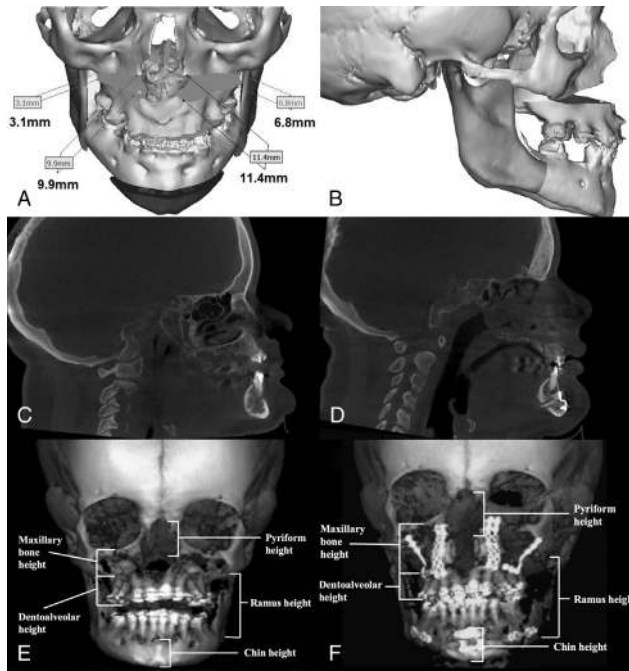 3.1mm
3.1mm
6.8mm
6.8mm
9.9mm
9.9mm
11.4mm
11.4mm
A
B
C
D
Maxillary
bone
height
Dentoalveolar
height
Pyriform
height
Ramus height
Chin height
E
Maxillary
bone
height
Dentoalveolar
height
Pyriform
height
Ramus height
Chin height
F